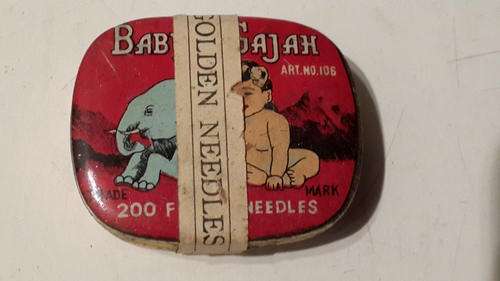 BAB GAJAH
ART.NO.106
GOLDEN NEEDLES
ADE MARK
200 F NEEDLES